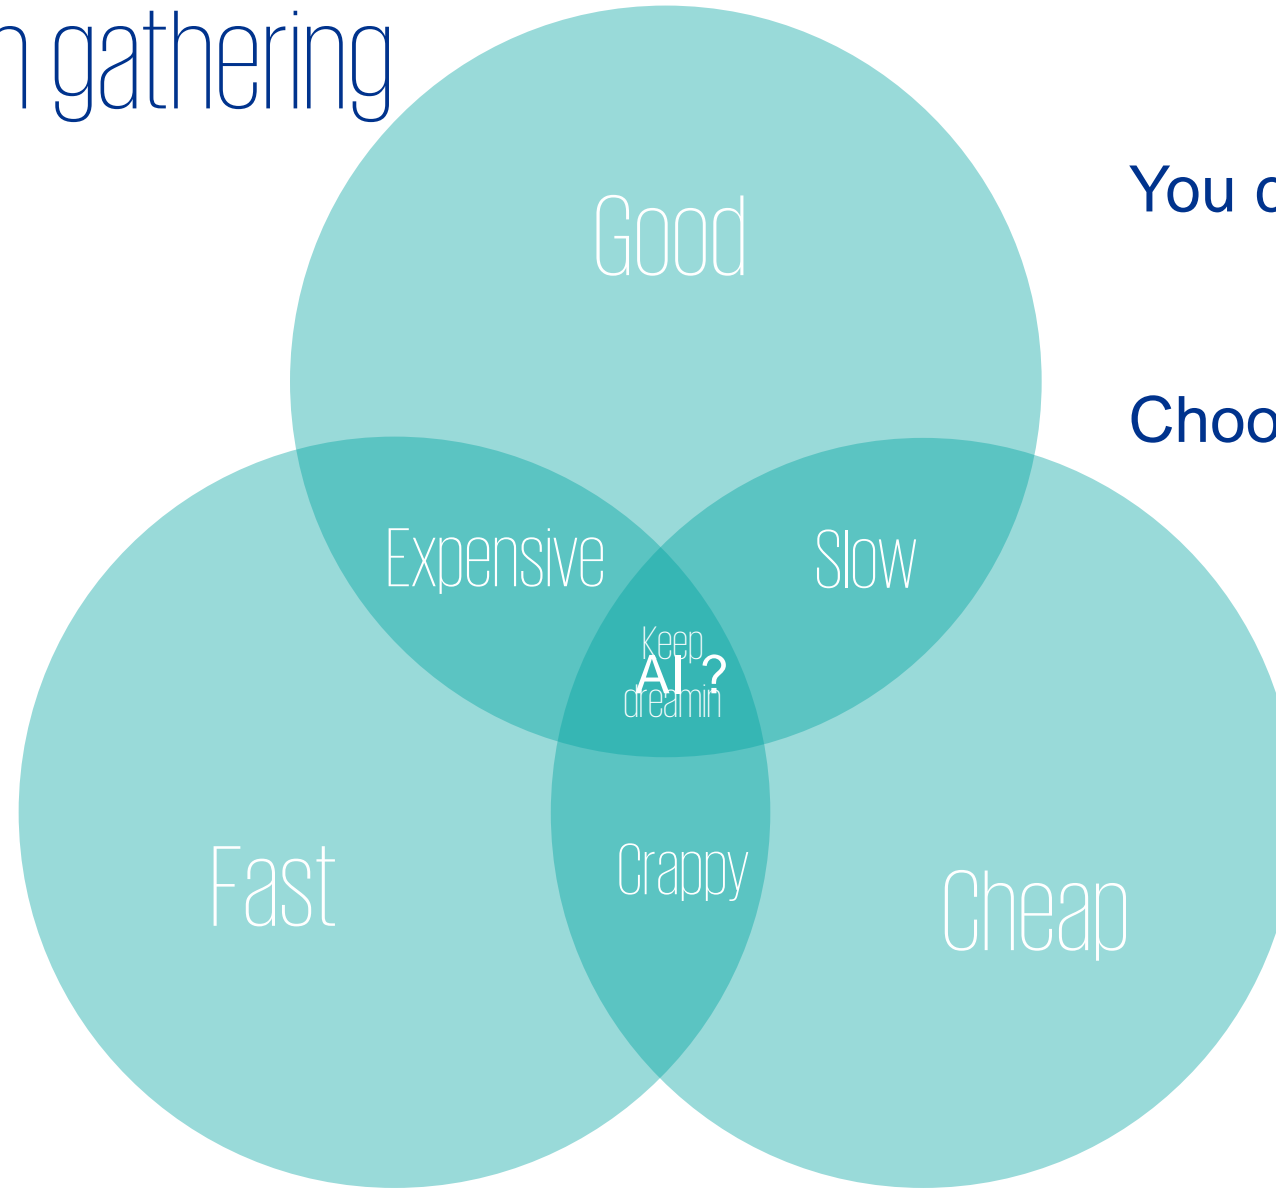 n gathering
You c
Good
Choo
Expensive
Slow
Keep
AI ?
dreamin
Crappy
Fast
Cheap